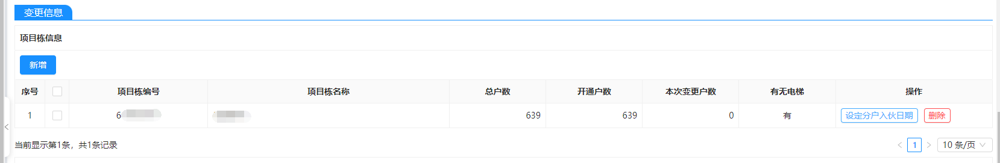 变更信息
项目栋信息
新增
序号 项目栋编号 项目栋名称 总户数 开通户数 本次变更户数 有无电梯 操作
1 6 639 639 0 有 设定分户入伙日期 删除
当前显示第1条，共1条记录 < 1 > 10 条/页